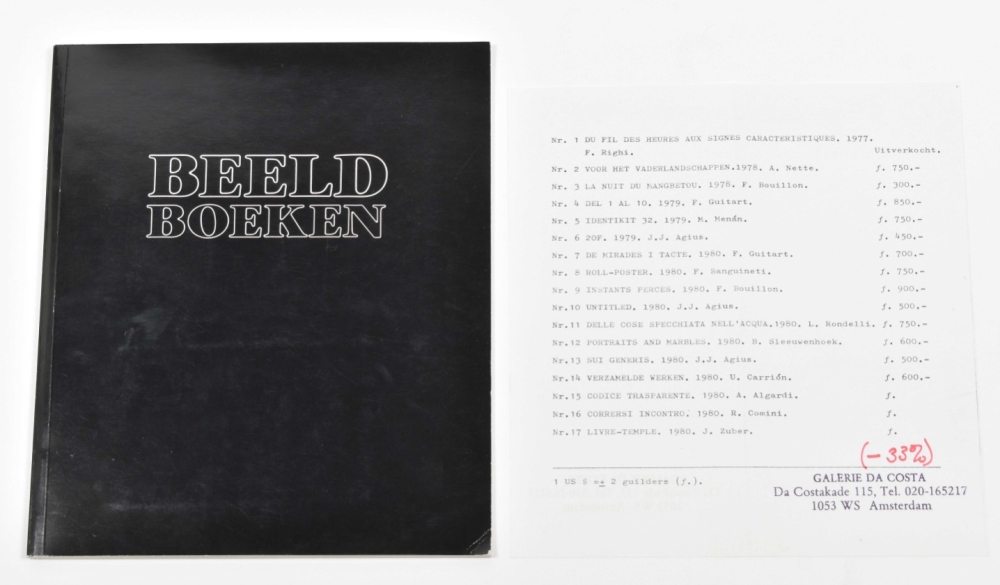 BEELD
BOEKEN
Nr. 1 DU FIL DES HEURES AUX SIGNES CARACTERISTIQUES. 1977.
F. Righi. Uitverkocht.
Nr. 2 VOOR HET VADERLANDSCHAPPEN.1978, A. Nette. ƒ. 750.-
Nr. 3 LA NUIT DU MANGBETOU. 1978. F. Bouillon. ƒ. 300.-
Nr. 4 DEL 1 AL 10. 1979. F. Guitart. ƒ. 850.-
Nr. 5 IDENTIKIT 32. 1979. M. Menán. ƒ. 750.-
Nr. 6 2OF. 1979. J.J. Agius. ƒ. 450.-
Nr. 7 DE MIRADES I TACTE. 1980. F. Guitart. ƒ. 700.-
Nr. 8 ROLL-POSTER. 1980. F. Sanguineti. ƒ. 750.-
Nr. 9 INSTANTS PERCES. 1980. F. Bouillon. ƒ. 900.-
Nr.10 UNTITLED. 1980. J.J. Agius. ƒ. 500.-
Nr.11 DELLE COSE SPECCHIATA NELL'ACQUA.1980. L. Rondelli. ƒ. 750.-
Nr.12 PORTRAITS AND MARBLES. 1980. B. Sleeuwenhoek. ƒ. 600.-
Nr.13 SUI GENERIS. 1980. J.J. Agius. ƒ. 500.-
Nr.14 VERZAMELDE WERKEN. 1980. U. Carrión. ƒ. 600.-
Nr.15 CODICE TRASPARENTE. 1980. A. Algardi. ƒ.
Nr.16 CORRERSI INCONTRO. 1980. R. Comini. ƒ.
Nr.17 LIVRE-TEMPLE. 1980. J. Zuber. ƒ.
(-33%)
1 US $ =± 2 guilders (ƒ.).
GALERIE DA COSTA
Da Costakade 115, Tel. 020-165217
1053 WS Amsterdam